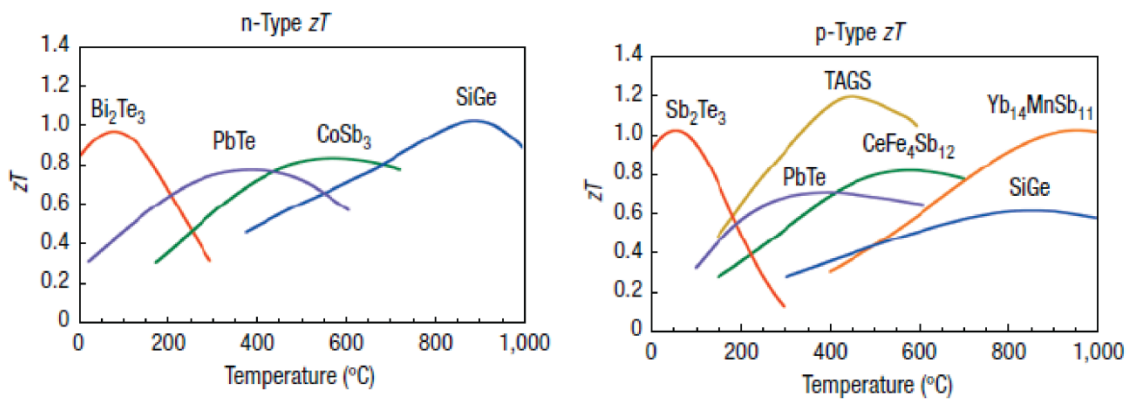 n-Type zT
1.4
1.2
1.0
0.8
0.6
0.4
0.2
0
zT
Bi₂Te₃
PbTe
CoSb₃
SiGe
0 200 400 600 800 1,000
Temperature (°C)
p-Type zT
1.4
1.2
1.0
0.8
0.6
0.4
0.2
0
zT
TAGS
Sb₂Te₃
Yb₁₄MnSb₁₁
CeFe₄Sb₁₂
PbTe
SiGe
0 200 400 600 800 1,000
Temperature (°C)